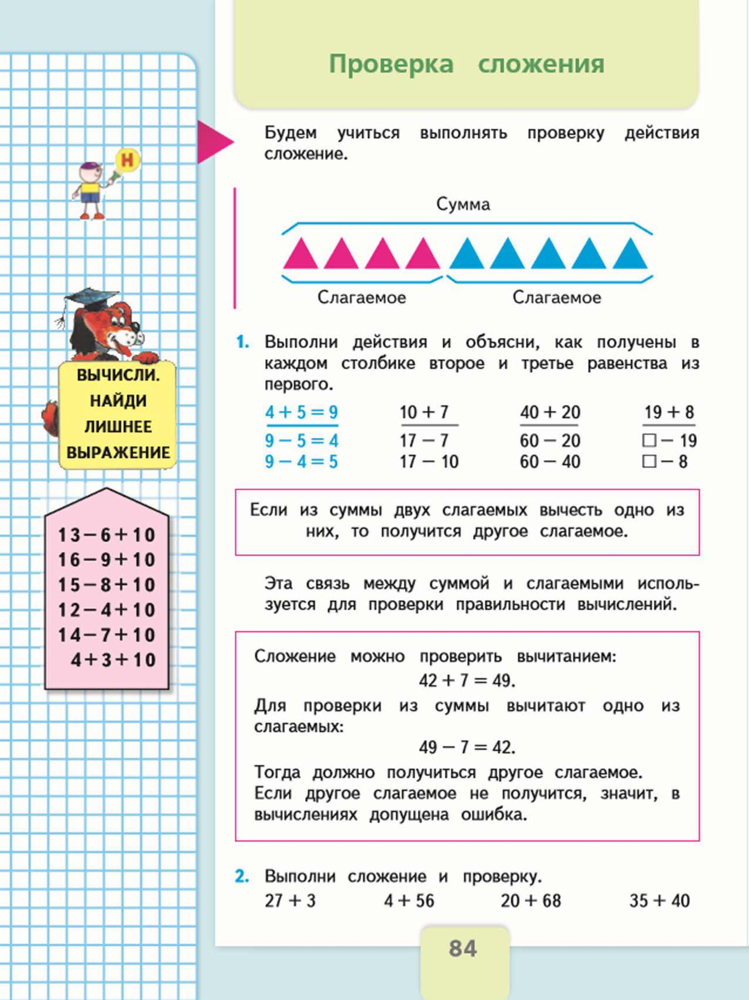 Проверка сложения
Будем учиться выполнять проверку действия
сложение.
Н
Сумма
Слагаемое Слагаемое
1. Выполни действия и объясни, как получены в
каждом столбике второе и третье равенства из
первого.
4 + 5 = 9 10 + 7 40 + 20 19 + 8
9 − 5 = 4 17 − 7 60 − 20 □ − 19
9 − 4 = 5 17 − 10 60 − 40 □ − 8
ВЫЧИСЛИ.
НАЙДИ
ЛИШНЕЕ
ВЫРАЖЕНИЕ
13−6+10
16−9+10
15−8+10
12−4+10
14−7+10
4+3+10
Если из суммы двух слагаемых вычесть одно из
них, то получится другое слагаемое.
Эта связь между суммой и слагаемыми исполь-
зуется для проверки правильности вычислений.
Сложение можно проверить вычитанием:
42 + 7 = 49.
Для проверки из суммы вычитают одно из
слагаемых:
49 − 7 = 42.
Тогда должно получиться другое слагаемое.
Если другое слагаемое не получится, значит, в
вычислениях допущена ошибка.
2. Выполни сложение и проверку.
27 + 3 4 + 56 20 + 68 35 + 40
84